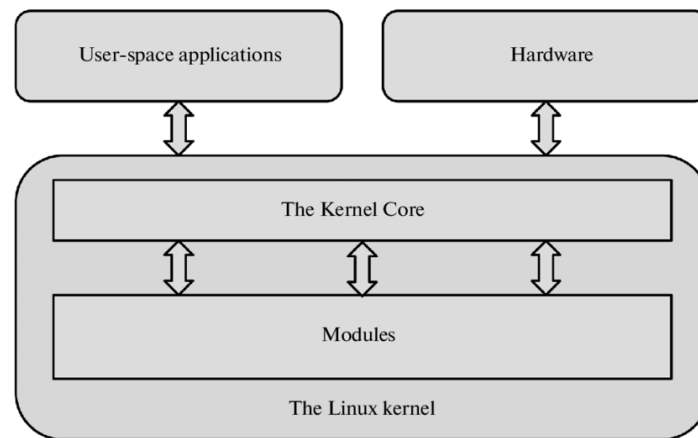 User-space applications
Hardware
The Kernel Core
Modules
The Linux kernel